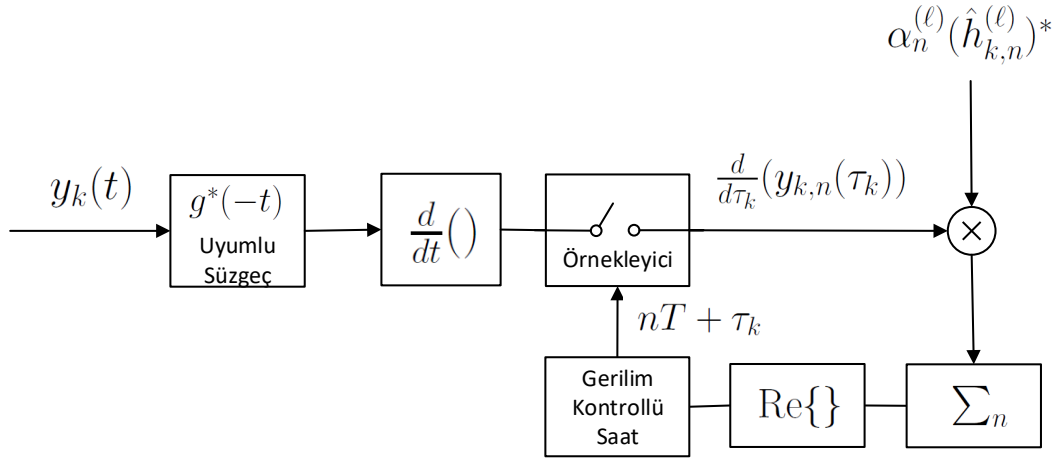 α_n^{(ℓ)}(ĥ_{k,n}^{(ℓ)})^*
y_k(t)
g*(−t)
Uyumlu
Süzgeç
d/dt()
Örnekleyici
d/dτ_k(y_{k,n}(τ_k))
×
nT + τ_k
Gerilim
Kontrollü
Saat
Re{}
∑_n